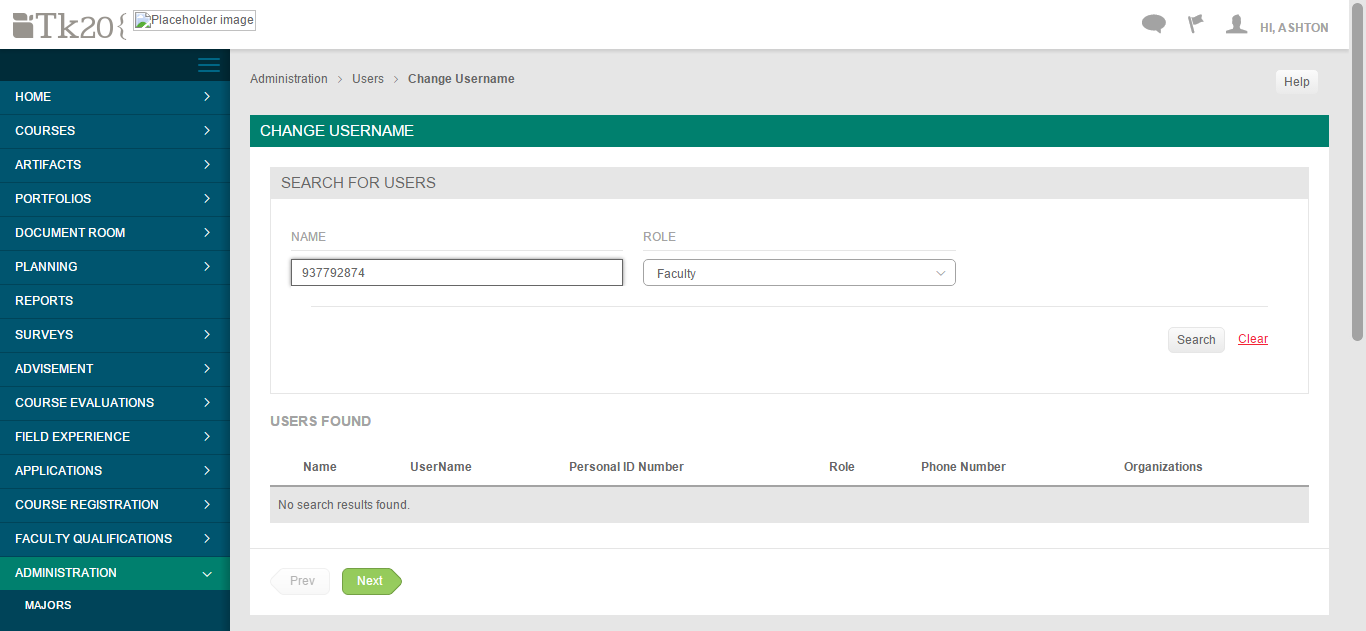 Tk20{
Placeholder image
HI, ASHTON
HOME
COURSES
ARTIFACTS
PORTFOLIOS
DOCUMENT ROOM
PLANNING
REPORTS
SURVEYS
ADVISEMENT
COURSE EVALUATIONS
FIELD EXPERIENCE
APPLICATIONS
COURSE REGISTRATION
FACULTY QUALIFICATIONS
ADMINISTRATION
MAJORS
Administration > Users > Change Username
Help
CHANGE USERNAME
SEARCH FOR USERS
NAME ROLE
937792874 Faculty
Search Clear
USERS FOUND
Name UserName Personal ID Number Role Phone Number Organizations
No search results found.
Prev Next